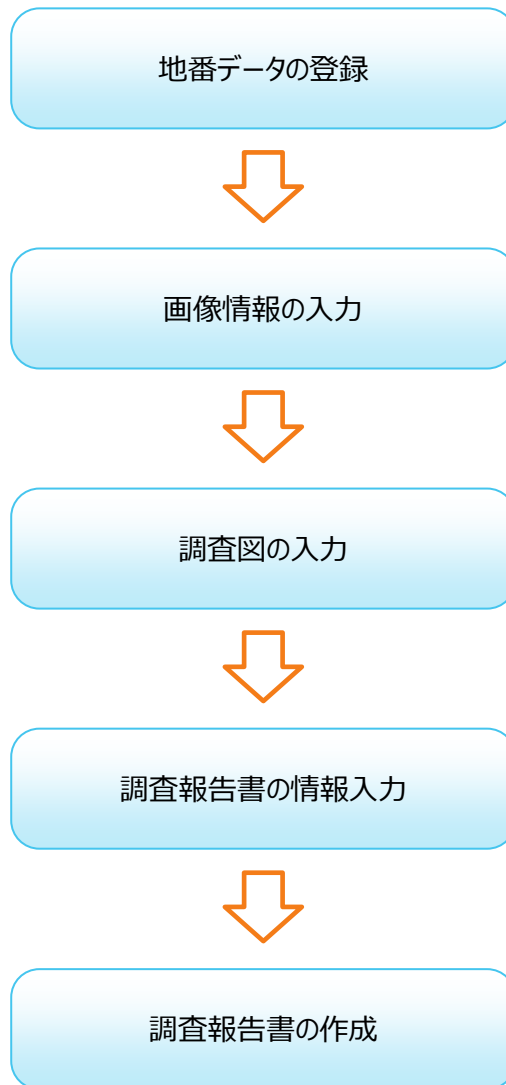 地番データの登録
画像情報の入力
調査図の入力
調査報告書の情報入力
調査報告書の作成